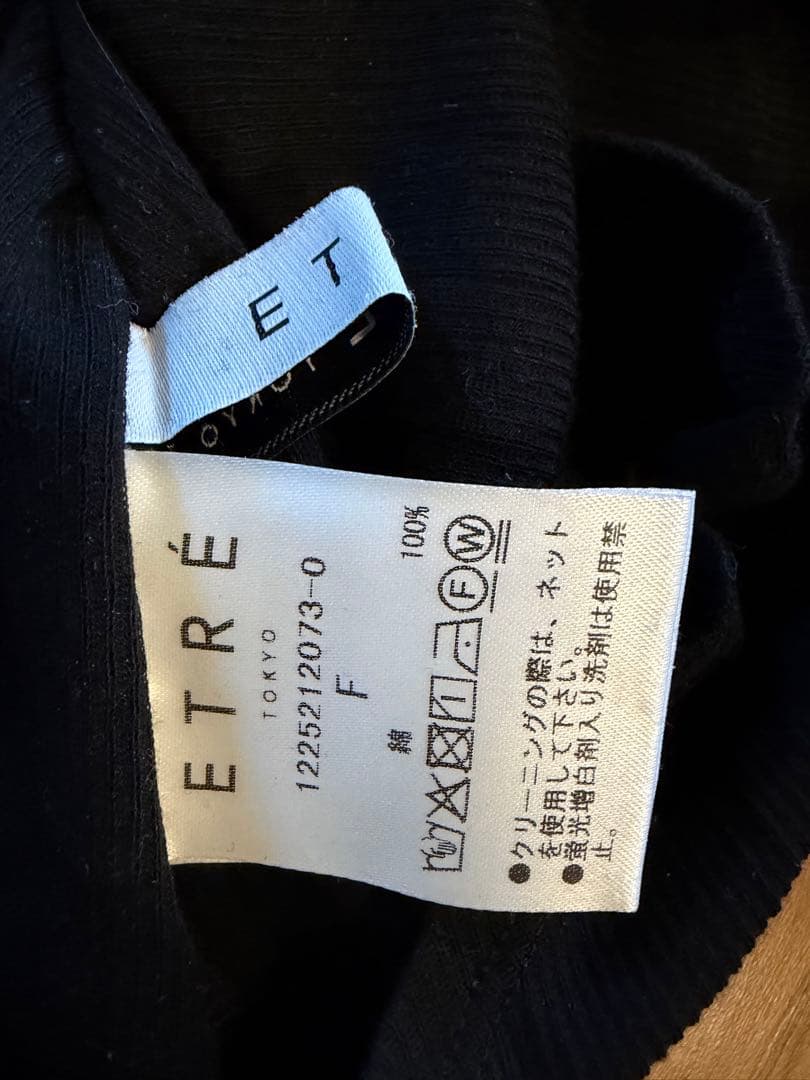 ET
TOKYO
ETRÉ
TOKYO
1225212073-0
F
綿 100%
F W
●クリーニングの際は、ネット
を使用して下さい。
●蛍光増白剤入り洗剤は使用禁
止。